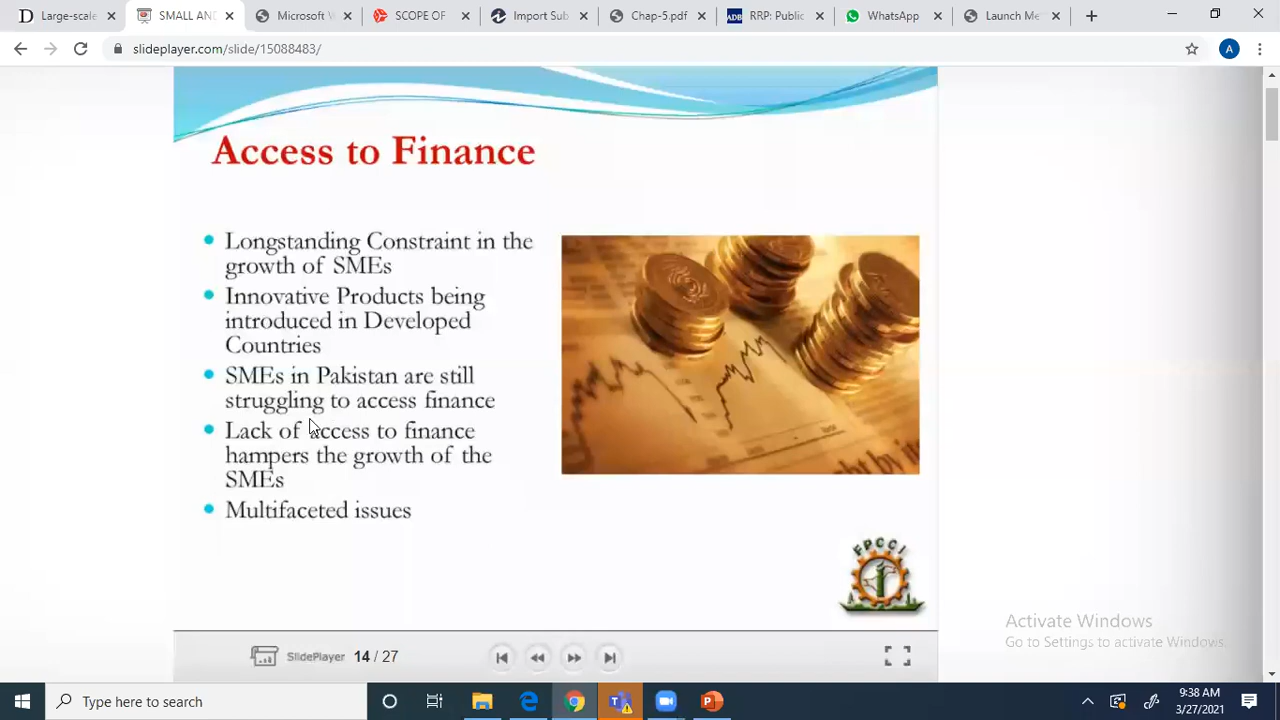 Large-scale
SMALL AND
Microsoft W
SCOPE OF
Import Sub
Chap-5.pdf
ADB
RRP: Public
WhatsApp
Launch Me
slideplayer.com/slide/15088483/
A
Access to Finance
Longstanding Constraint in the
growth of SMEs
Innovative Products being
introduced in Developed
Countries
SMEs in Pakistan are still
struggling to access finance
Lack of access to finance
hampers the growth of the
SMEs
Multifaceted issues
FPCCI
Activate Windows
Go to Settings to activate Windows.
SlidePlayer
14 / 27
Type here to search
9:38 AM
3/27/2021